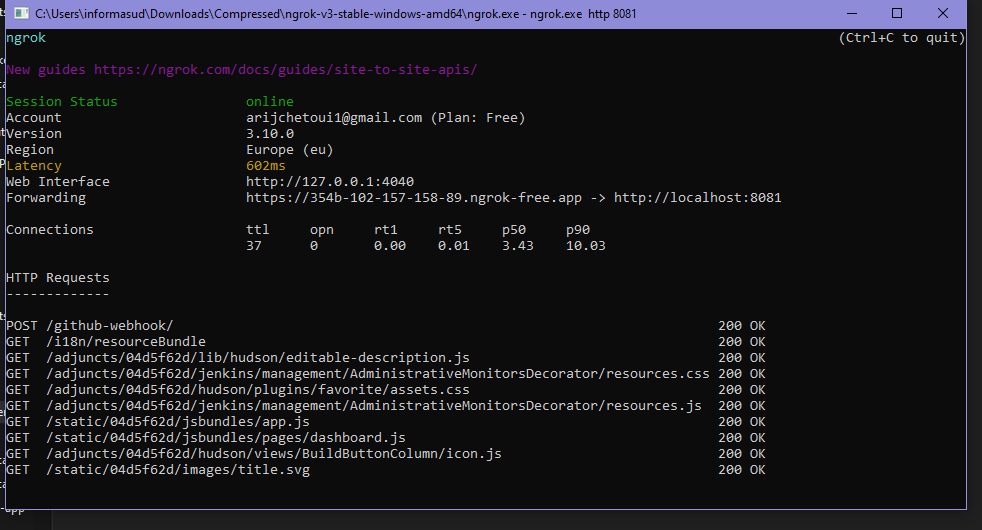 C:\Users\informasud\Downloads\Compressed\ngrok-v3-stable-windows-amd64\ngrok.exe - ngrok.exe http 8081
ngrok (Ctrl+C to quit)
New guides https://ngrok.com/docs/guides/site-to-site-apis/
Session Status online
Account arijchetoui1@gmail.com (Plan: Free)
Version 3.10.0
Region Europe (eu)
Latency 602ms
Web Interface http://127.0.0.1:4040
Forwarding https://354b-102-157-158-89.ngrok-free.app -> http://localhost:8081
Connections ttl opn rt1 rt5 p50 p90
37 0 0.00 0.01 3.43 10.03
HTTP Requests
-------------
POST /github-webhook/ 200 OK
GET /i18n/resourceBundle 200 OK
GET /adjuncts/04d5f62d/lib/hudson/editable-description.js 200 OK
GET /adjuncts/04d5f62d/jenkins/management/AdministrativeMonitorsDecorator/resources.css 200 OK
GET /adjuncts/04d5f62d/hudson/plugins/favorite/assets.css 200 OK
GET /adjuncts/04d5f62d/jenkins/management/AdministrativeMonitorsDecorator/resources.js 200 OK
GET /static/04d5f62d/jsbundles/app.js 200 OK
GET /static/04d5f62d/jsbundles/pages/dashboard.js 200 OK
GET /adjuncts/04d5f62d/hudson/views/BuildButtonColumn/icon.js 200 OK
GET /static/04d5f62d/images/title.svg 200 OK